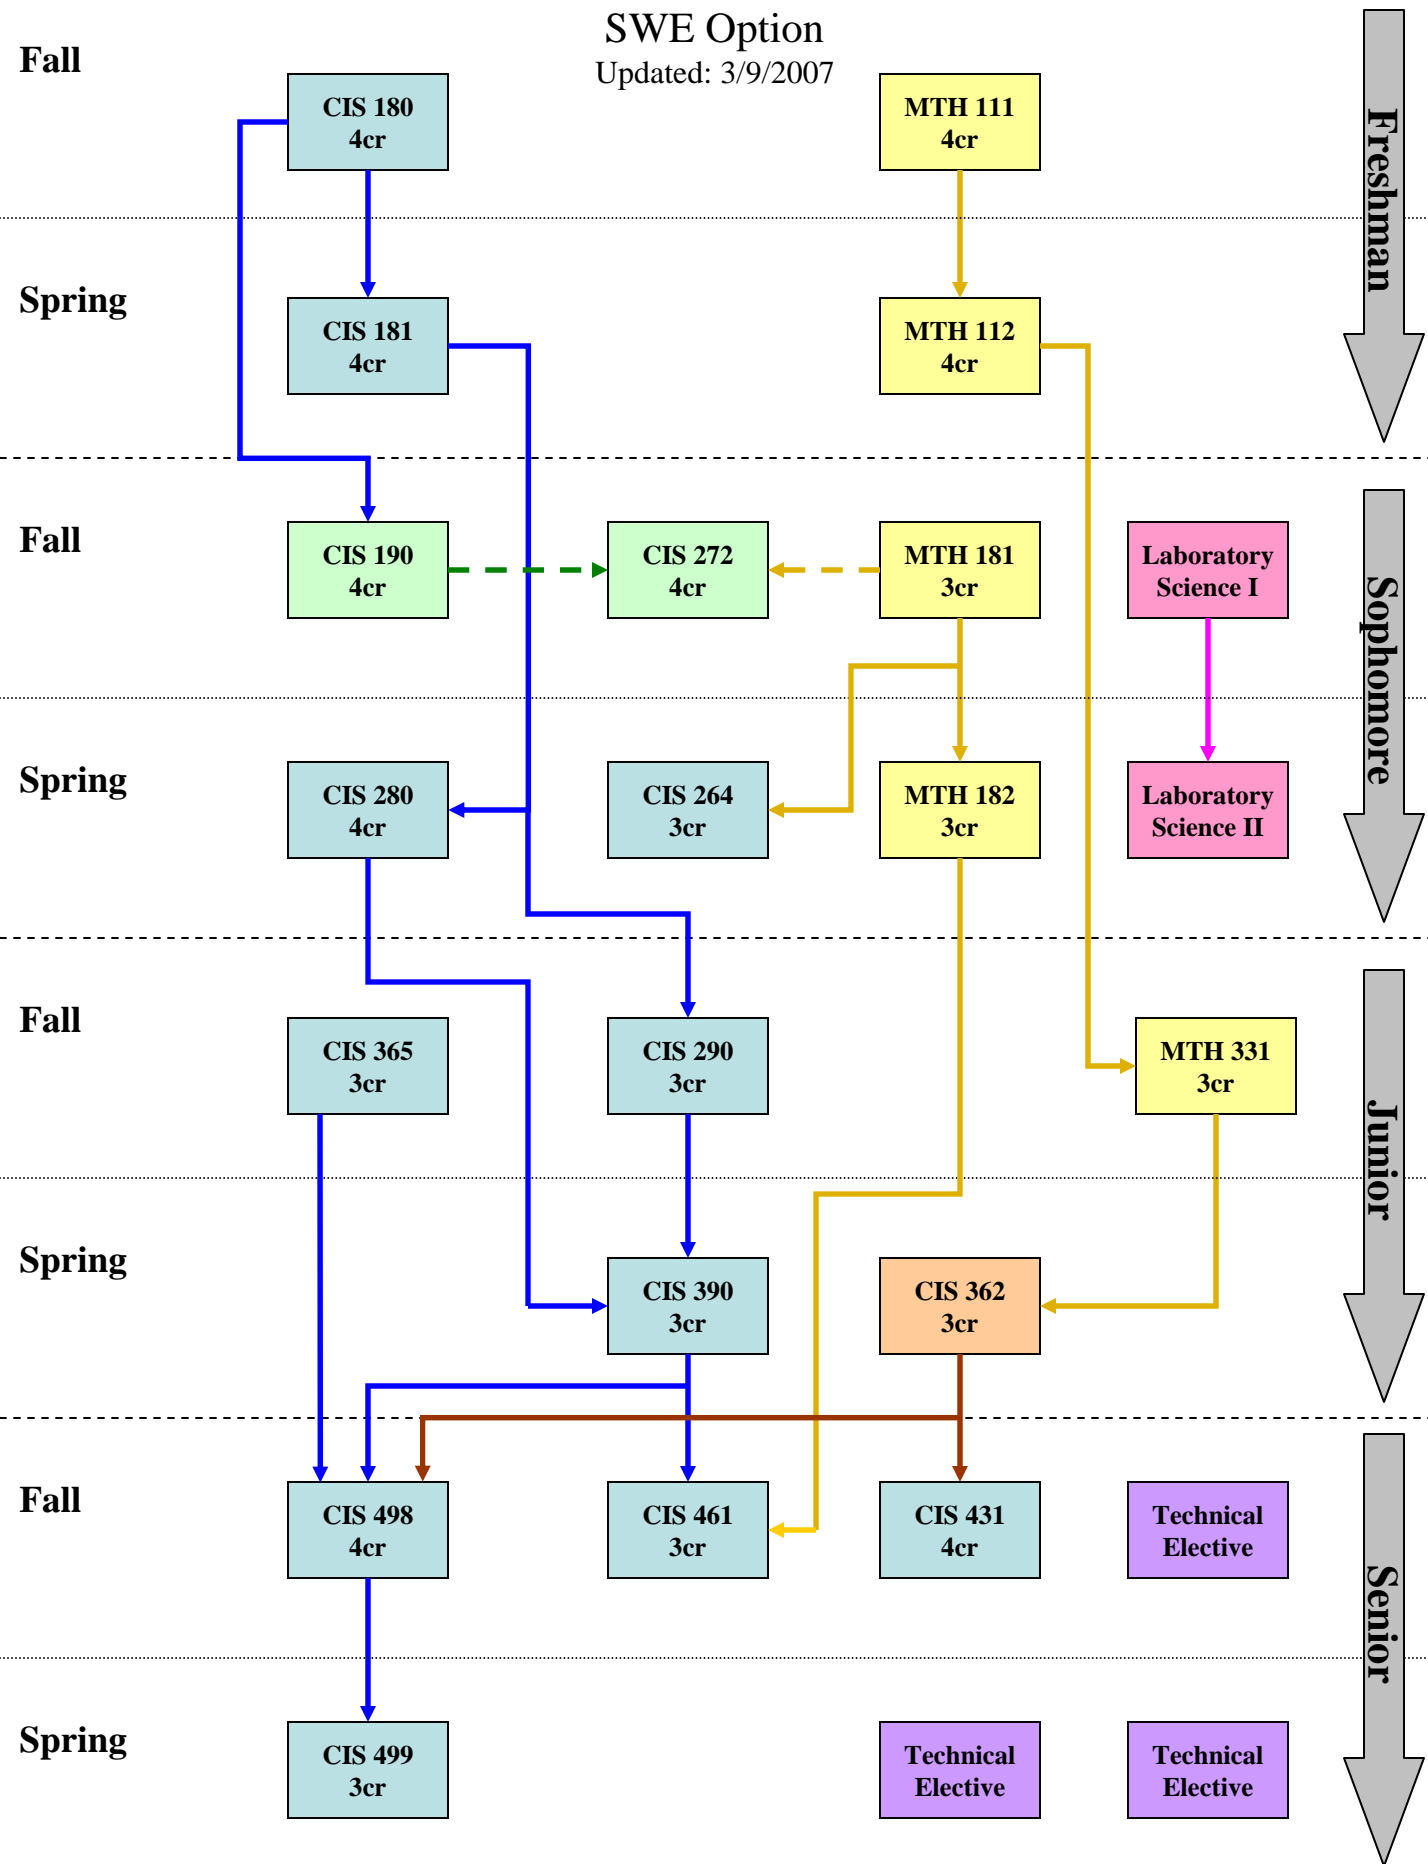 SWE Option
Updated: 3/9/2007
Freshman
Fall
CIS 180
4cr
MTH 111
4cr
Spring
CIS 181
4cr
MTH 112
4cr
Sophomore
Fall
CIS 190
4cr
CIS 272
4cr
MTH 181
3cr
Laboratory
Science I
Spring
CIS 280
4cr
CIS 264
3cr
MTH 182
3cr
Laboratory
Science II
Junior
Fall
CIS 365
3cr
CIS 290
3cr
MTH 331
3cr
Spring
CIS 390
3cr
CIS 362
3cr
Senior
Fall
CIS 498
4cr
CIS 461
3cr
CIS 431
4cr
Technical
Elective
Spring
CIS 499
3cr
Technical
Elective
Technical
Elective